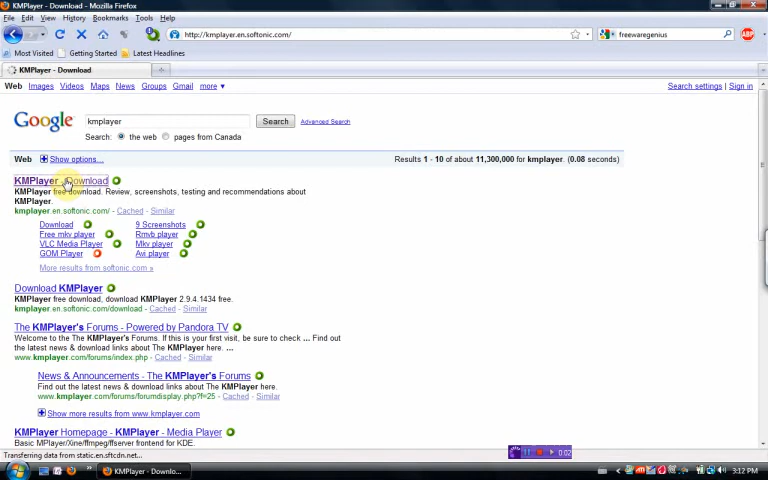 KMPlayer - Download - Mozilla Firefox
File Edit View History Bookmarks Tools Help
http://kmplayer.en.softonic.com/
freewaregenius
ABP
Most Visited Getting Started Latest Headlines
KMPlayer - Download
Web Images Videos Maps News Groups Gmail more ▼
Search settings | Sign in
Google kmplayer Search Advanced Search
Search: the web pages from Canada
Web Show options... Results 1 - 10 of about 11,300,000 for kmplayer. (0.08 seconds)
KMPlayer - Download
KMPlayer free download. Review, screenshots, testing and recommendations about
KMPlayer.
kmplayer.en.softonic.com/ - Cached - Similar
Download 9 Screenshots
Free mkv player Rmvb player
VLC Media Player Mkv player
GOM Player Avi player
More results from softonic.com »
Download KMPlayer
KMPlayer free download, download KMPlayer 2.9.4.1434 free.
kmplayer.en.softonic.com/download - Cached - Similar
The KMPlayer's Forums - Powered by Pandora TV
Welcome to the The KMPlayer's Forums. If this is your first visit, be sure to check ... Find out
the latest news & download links about The KMPlayer here. ...
www.kmplayer.com/forums/index.php - Cached - Similar
News & Announcements - The KMPlayer's Forums
Find out the latest news & download links about The KMPlayer here.
www.kmplayer.com/forums/forumdisplay.php?f=25 - Cached - Similar
Show more results from www.kmplayer.com
KMPlayer Homepage - KMPlayer - Media Player
Basic MPlayer/Xine/ffmpeg/ffserver frontend for KDE.
Transferring data from static.en.sftcdn.net...
0:02
KMPlayer - Downlo...
3:12 PM